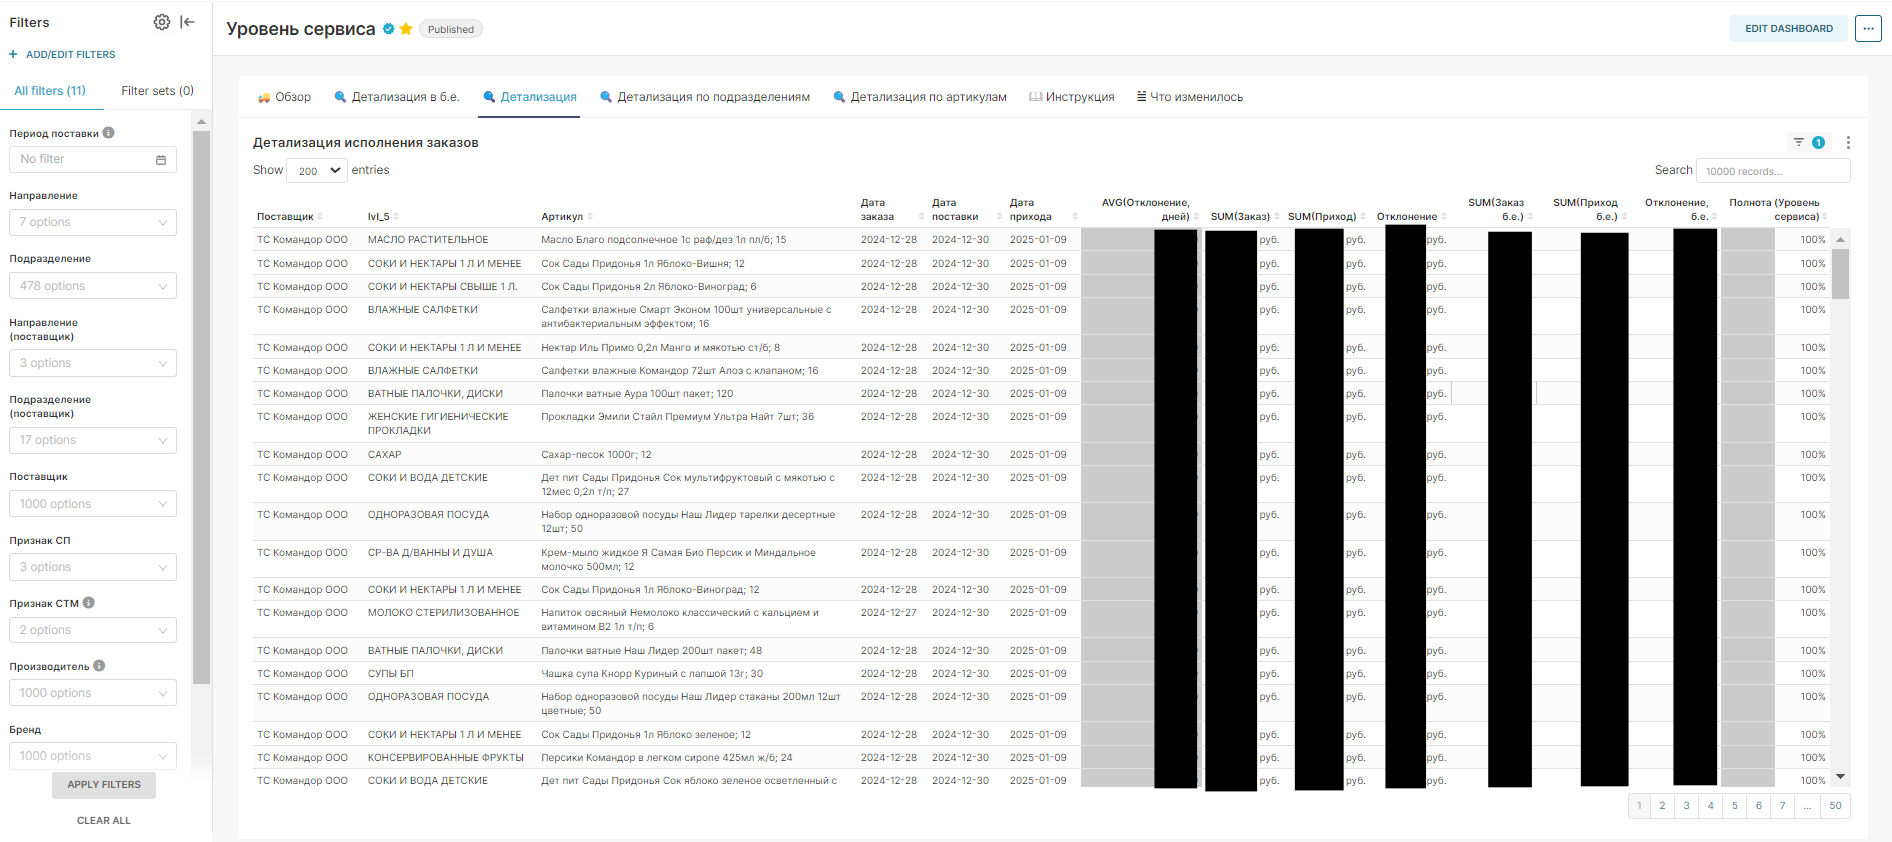 Filters
ADD/EDIT FILTERS
All filters (11)
Filter sets (0)
Период поставки
No filter
Направление
7 options
Подразделение
478 options
Направление
(поставщик)
3 options
Подразделение
(поставщик)
17 options
Поставщик
1000 options
Признак СП
3 options
Признак СТМ
2 options
Производитель
1000 options
Бренд
1000 options
APPLY FILTERS
CLEAR ALL
Уровень сервиса Published
EDIT DASHBOARD
Обзор Детализация в б.е. Детализация Детализация по подразделениям Детализация по артикулам Инструкция Что изменилось
Детализация исполнения заказов
1
Show 200 entries
Search 10000 records...
Поставщик lvl_5 Артикул Дата заказа Дата поставки Дата прихода AVG(Отклонение, дней) SUM(Заказ) SUM(Приход) Отклонение SUM(Заказ б.е.) SUM(Приход б.е.) Отклонение, б.е. Полнота (Уровень сервиса)
ТС Командор ООО МАСЛО РАСТИТЕЛЬНОЕ Масло Благо подсолнечное 1с раф/дез 1л пл/б; 15 2024-12-28 2024-12-30 2025-01-09 руб. руб. руб. 100%
ТС Командор ООО СОКИ И НЕКТАРЫ 1 Л И МЕНЕЕ Сок Сады Придонья 1л Яблоко-Вишня; 12 2024-12-28 2024-12-30 2025-01-09 руб. руб. руб. 100%
ТС Командор ООО СОКИ И НЕКТАРЫ СВЫШЕ 1 Л. Сок Сады Придонья 2л Яблоко-Виноград; 6 2024-12-28 2024-12-30 2025-01-09 руб. руб. руб. 100%
ТС Командор ООО ВЛАЖНЫЕ САЛФЕТКИ Салфетки влажные Смарт Эконом 100шт универсальные с 2024-12-28 2024-12-30 2025-01-09 руб. руб. руб. 100%
антибактериальным эффектом; 16
ТС Командор ООО СОКИ И НЕКТАРЫ 1 Л И МЕНЕЕ Нектар Иль Примо 0,2л Манго и мякотью ст/б; 8 2024-12-28 2024-12-30 2025-01-09 руб. руб. руб. 100%
ТС Командор ООО ВЛАЖНЫЕ САЛФЕТКИ Салфетки влажные Командор 72шт Алоэ с клапаном; 16 2024-12-28 2024-12-30 2025-01-09 руб. руб. руб. 100%
ТС Командор ООО ВАТНЫЕ ПАЛОЧКИ, ДИСКИ Палочки ватные Аура 100шт пакет; 120 2024-12-28 2024-12-30 2025-01-09 руб. руб. руб. 100%
ТС Командор ООО ЖЕНСКИЕ ГИГИЕНИЧЕСКИЕ Прокладки Эмили Стайл Премиум Ультра Найт 7шт; 36 2024-12-28 2024-12-30 2025-01-09 руб. руб. руб. 100%
ПРОКЛАДКИ
ТС Командор ООО САХАР Сахар-песок 1000г; 12 2024-12-28 2024-12-30 2025-01-09 руб. руб. руб. 100%
ТС Командор ООО СОКИ И ВОДА ДЕТСКИЕ Дет пит Сады Придонья Сок мультифруктовый с мякотью с 2024-12-28 2024-12-30 2025-01-09 руб. руб. руб. 100%
12мес 0,2л т/п; 27
ТС Командор ООО ОДНОРАЗОВАЯ ПОСУДА Набор одноразовой посуды Наш Лидер тарелки десертные 2024-12-28 2024-12-30 2025-01-09 руб. руб. руб. 100%
12шт; 50
ТС Командор ООО СР-ВА Д/ВАННЫ И ДУША Крем-мыло жидкое Я Самая Био Персик и Миндальное 2024-12-28 2024-12-30 2025-01-09 руб. руб. руб. 100%
молочко 500мл; 12
ТС Командор ООО СОКИ И НЕКТАРЫ 1 Л И МЕНЕЕ Сок Сады Придонья 1л Яблоко-Виноград; 12 2024-12-28 2024-12-30 2025-01-09 руб. руб. руб. 100%
ТС Командор ООО МОЛОКО СТЕРИЛИЗОВАННОЕ Напиток овсяный Немолоко классический с кальцием и 2024-12-27 2024-12-30 2025-01-09 руб. руб. руб. 100%
витамином В2 1л т/п; 6
ТС Командор ООО ВАТНЫЕ ПАЛОЧКИ, ДИСКИ Палочки ватные Наш Лидер 200шт пакет; 48 2024-12-28 2024-12-30 2025-01-09 руб. руб. руб. 100%
ТС Командор ООО СУПЫ БП Чашка супа Кнорр Куриный с лапшой 13г; 30 2024-12-28 2024-12-30 2025-01-09 руб. руб. руб. 100%
ТС Командор ООО ОДНОРАЗОВАЯ ПОСУДА Набор одноразовой посуды Наш Лидер стаканы 200мл 12шт 2024-12-28 2024-12-30 2025-01-09 руб. руб. руб. 100%
цветные; 50
ТС Командор ООО СОКИ И НЕКТАРЫ 1 Л И МЕНЕЕ Сок Сады Придонья 1л Яблоко зеленое; 12 2024-12-28 2024-12-30 2025-01-09 руб. руб. руб. 100%
ТС Командор ООО КОНСЕРВИРОВАННЫЕ ФРУКТЫ Персики Командор в легком сиропе 425мл ж/б; 24 2024-12-28 2024-12-30 2025-01-09 руб. руб. руб. 100%
ТС Командор ООО СОКИ И ВОДА ДЕТСКИЕ Дет пит Сады Придонья Сок яблоко зеленое осветленный с 2024-12-28 2024-12-30 2025-01-09 руб. руб. руб. 100%
1 2 3 4 5 6 7 ... 50